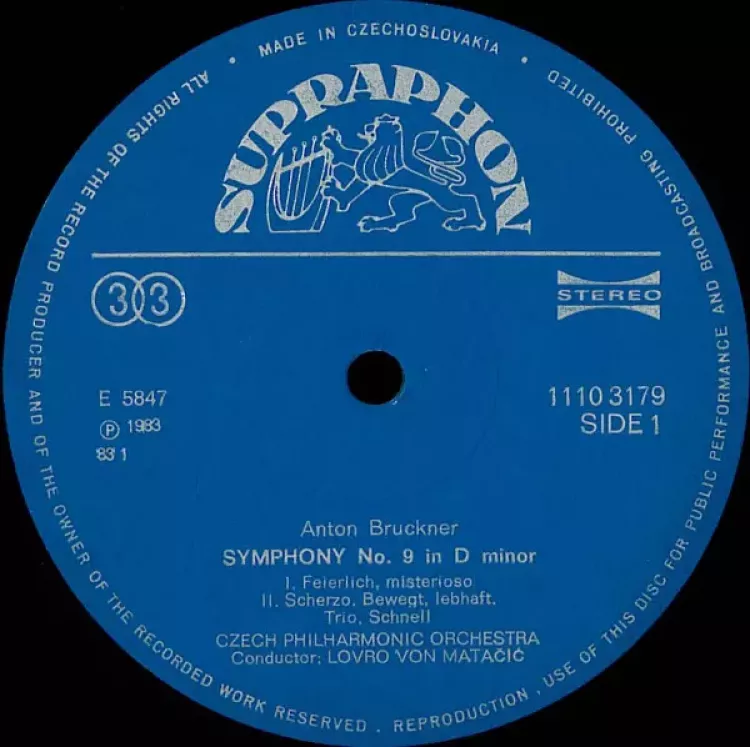 ALL RIGHTS OF THE RECORD PRODUCER AND OF THE OWNER OF THE RECORDED WORK RESERVED . REPRODUCTION , USE OF THIS DISC FOR PUBLIC PERFORMANCE AND BROADCASTING PROHIBITED
• MADE IN CZECHOSLOVAKIA •
SUPRAPHON
33
STEREO
E 5847
1110 3179
Ⓟ 1983
SIDE 1
83 1
Anton Bruckner
SYMPHONY No. 9 in D minor
I. Feierlich, misterioso
II. Scherzo. Bewegt, lebhaft.
Trio, Schnell
CZECH PHILHARMONIC ORCHESTRA
Conductor: LOVRO VON MATAČIĆ